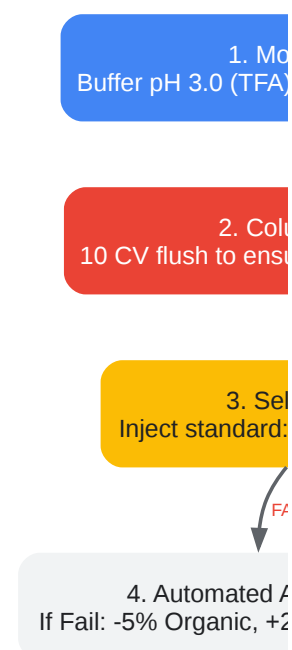 1. Mo
Buffer pH 3.0 (TFA)
2. Colu
10 CV flush to ensu
3. Sel
Inject standard:
FA
4. Automated A
If Fail: -5% Organic, +2